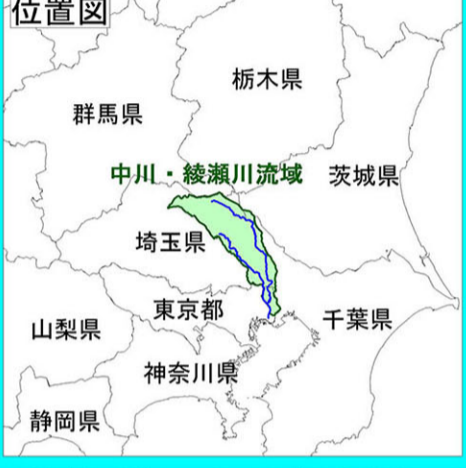 位置図
栃木県
群馬県
中川・綾瀬川流域
茨城県
埼玉県
東京都
千葉県
山梨県
神奈川県
静岡県